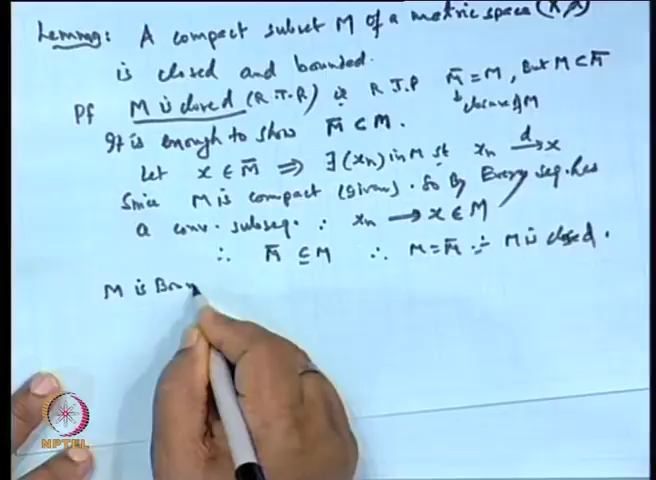 Lemma: A compact subset M of a metric space (X, d)
is closed and bounded.
Pf M is closed (R.T.P) ie R.T.P M̄ = M, But M ⊂ M̄
closure of M
It is enough to show M̄ ⊂ M.
Let x ∈ M̄ ⇒ ∃ (xn) in M st xn →d x
Since M is compact (given). So By Every seq. has
a conv. subseq. ∴ xn → x ∈ M
∴ M̄ ⊆ M ∴ M = M̄ ∴ M is closed.
M is Boun
NPTEL